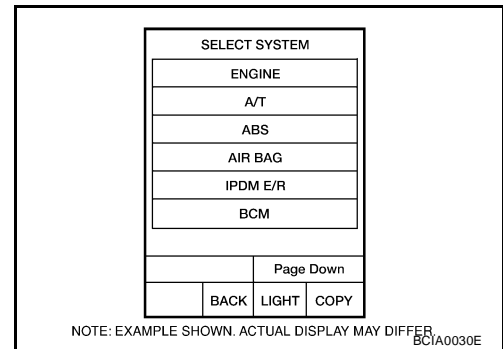 SELECT SYSTEM
ENGINE
A/T
ABS
AIR BAG
IPDM E/R
BCM
Page Down
BACK LIGHT COPY
NOTE: EXAMPLE SHOWN. ACTUAL DISPLAY MAY DIFFER.
BCIA0030E